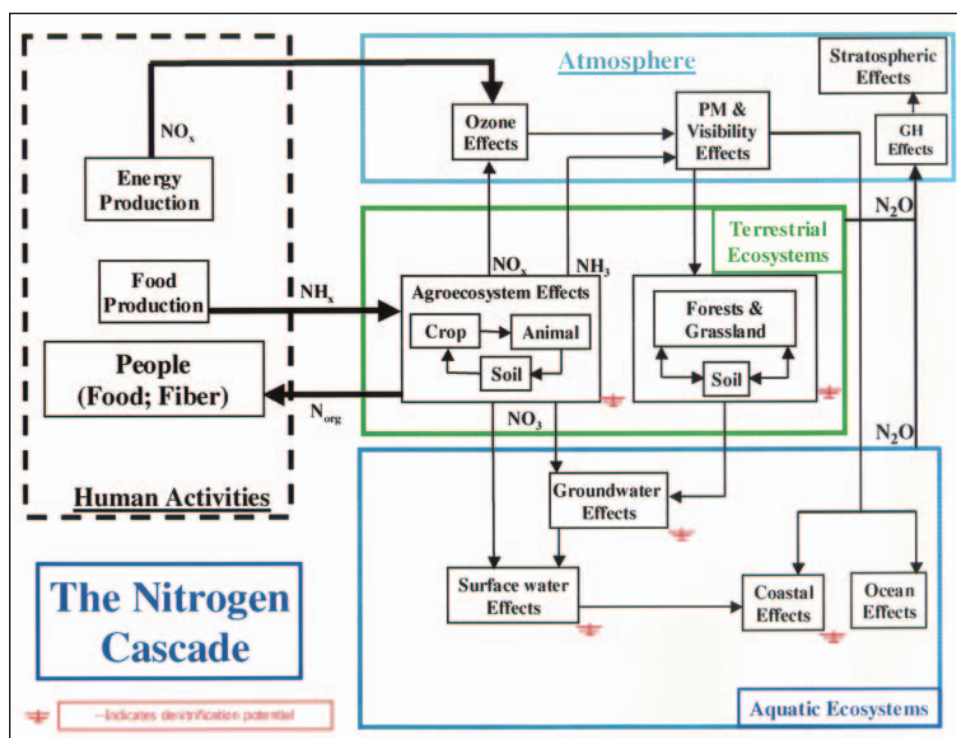 Atmosphere
Stratospheric
Effects
NOx
Ozone
Effects
PM &
Visibility
Effects
GH
Effects
Energy
Production
N2O
Terrestrial
Ecosystems
NOx
NH3
Food
Production
NHx
Agroecosystem Effects
Crop
Animal
Soil
Forests &
Grassland
Soil
People
(Food; Fiber)
Norg
NO3
N2O
Human Activities
Groundwater
Effects
The Nitrogen
Cascade
Surface water
Effects
Coastal
Effects
Ocean
Effects
--Indicates denitrification potential
Aquatic Ecosystems